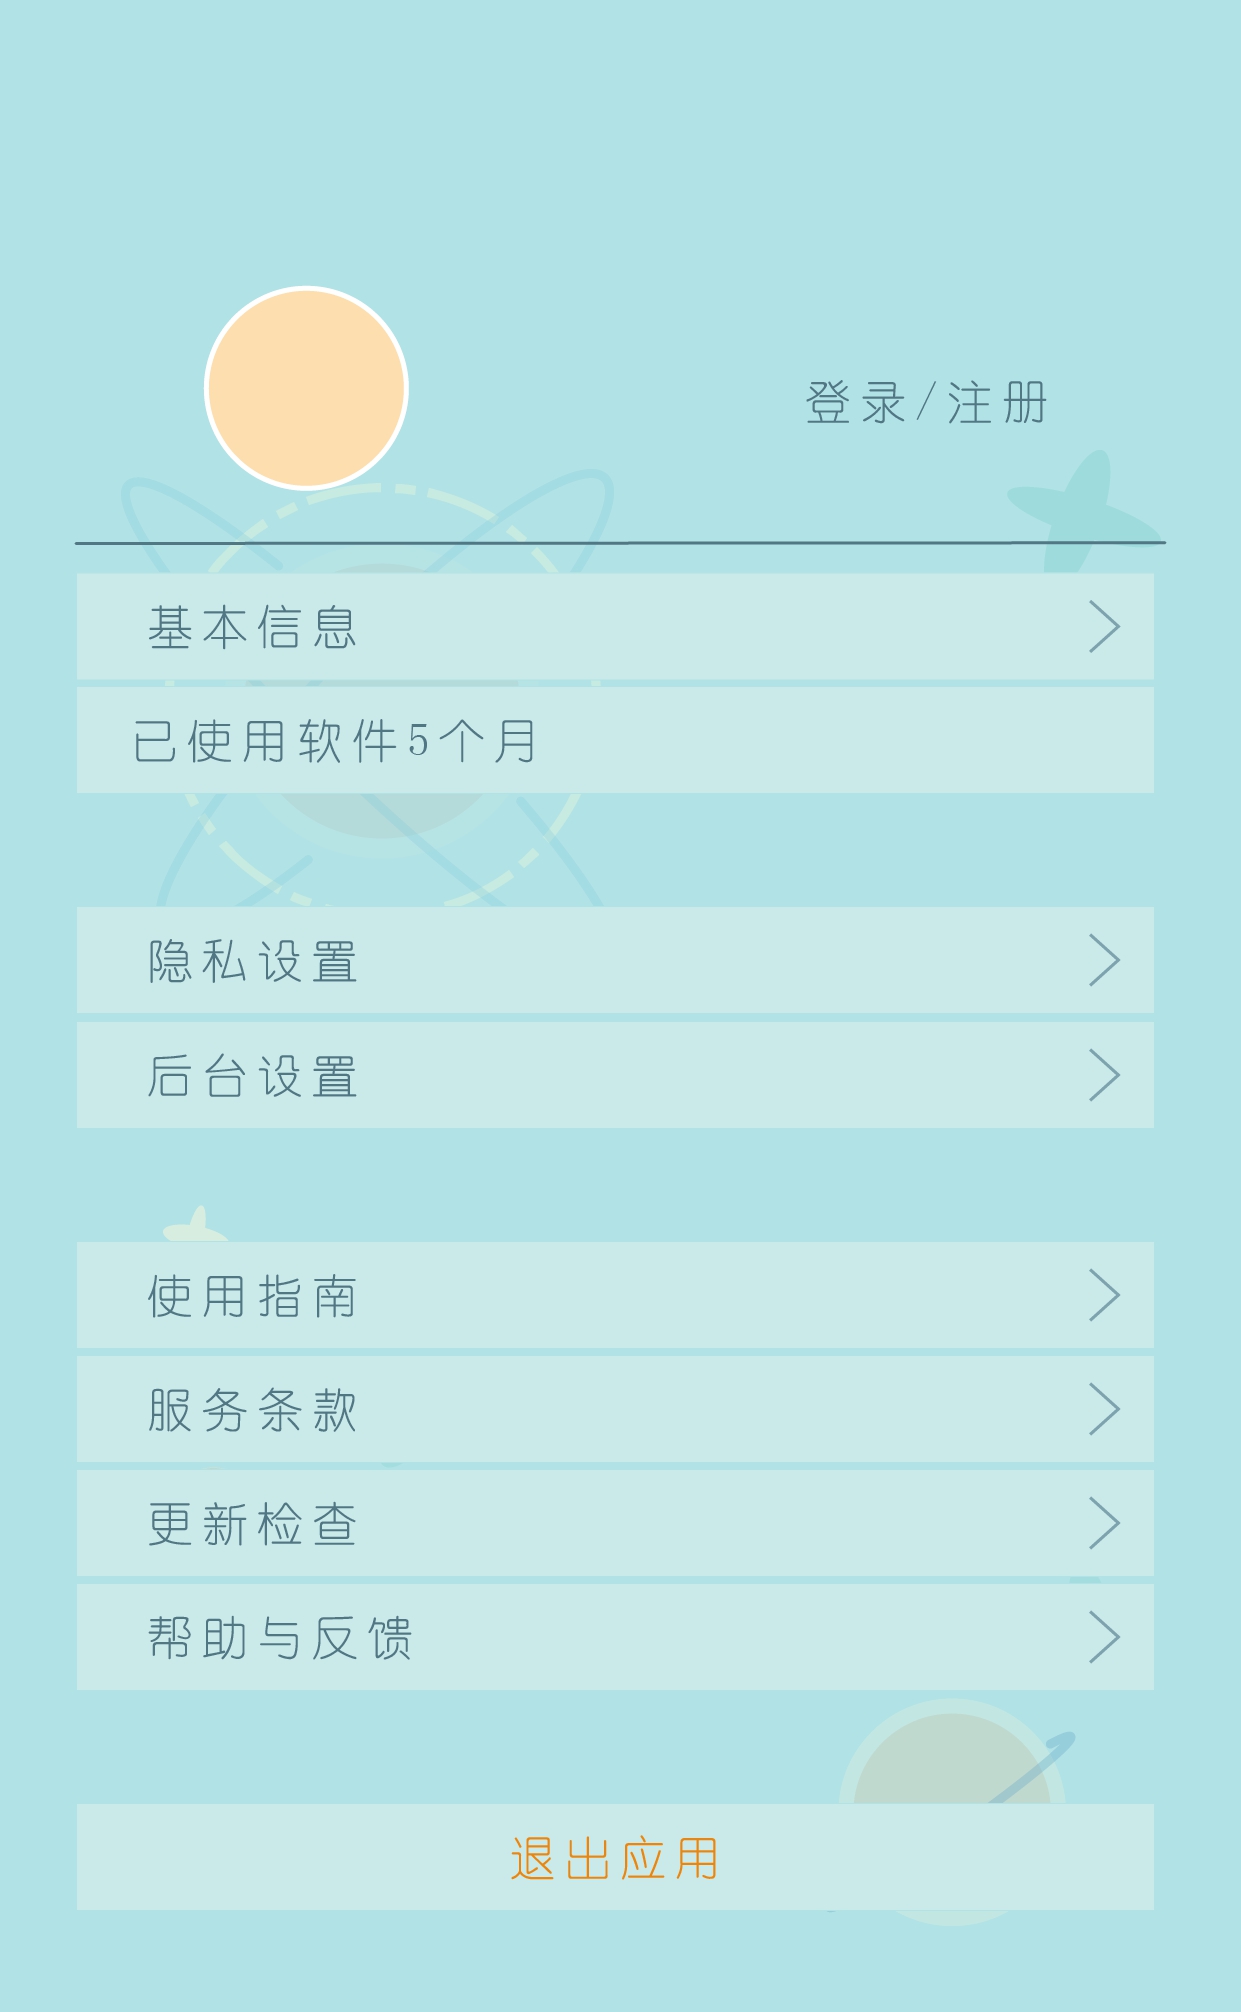 登录/注册
基本信息
已使用软件5个月
隐私设置
后台设置
使用指南
服务条款
更新检查
帮助与反馈
退出应用